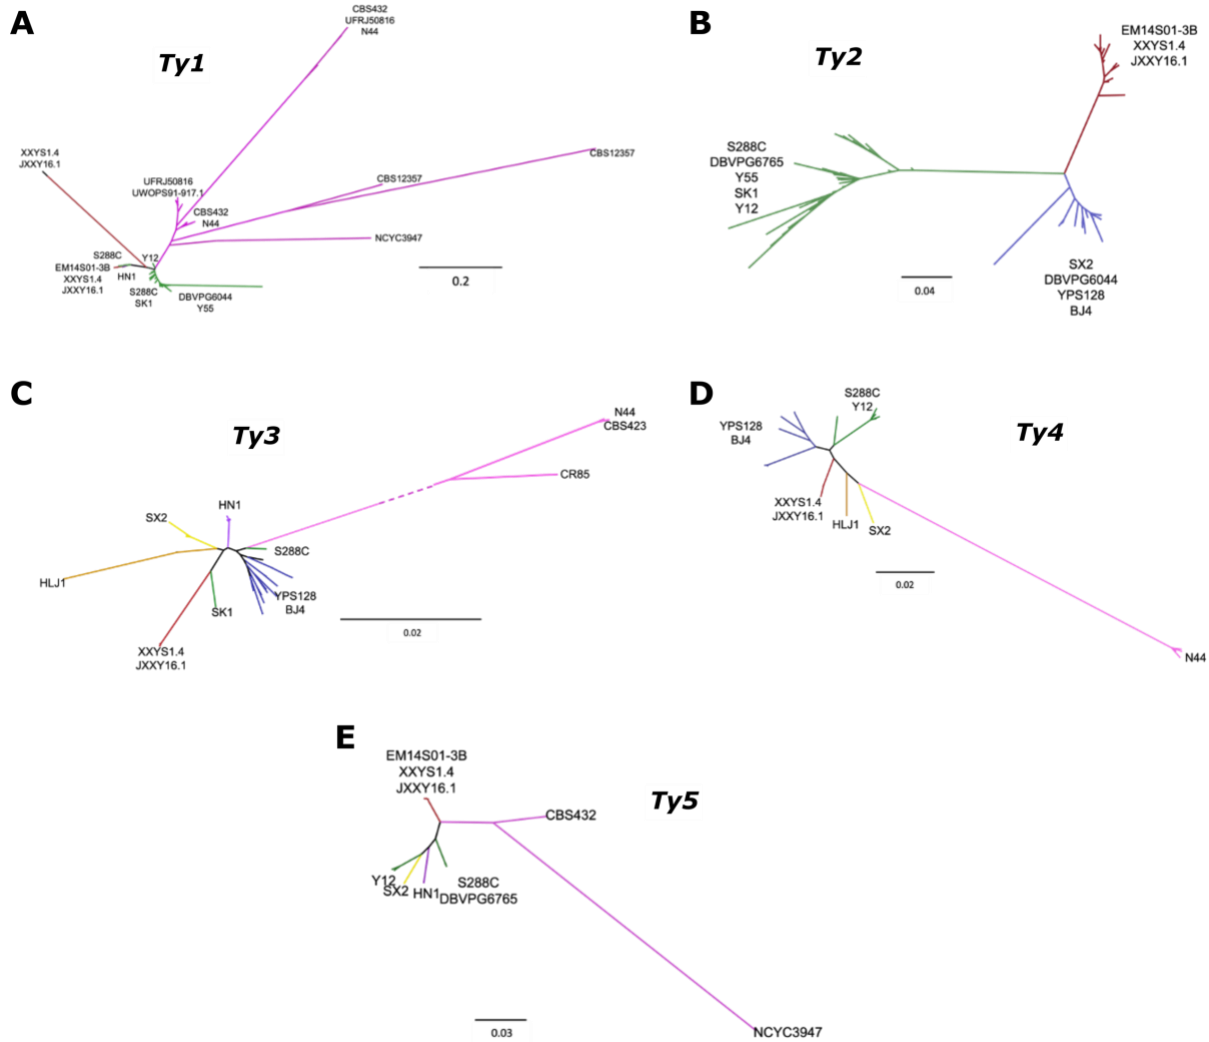 A
Ty1
CBS432
UFRJ50816
N44
XXYS1.4
JXXY16.1
UFRJ50816
UWOPS91-917.1
CBS432
N44
CBS12357
CBS12357
NCYC3947
S288C
Y12
EM14S01-3B
XXYS1.4
JXXY16.1
HN1
S288C
SK1
DBVPG6044
Y55
0.2
B
Ty2
EM14S01-3B
XXYS1.4
JXXY16.1
S288C
DBVPG6765
Y55
SK1
Y12
SX2
DBVPG6044
YPS128
BJ4
0.04
C
Ty3
N44
CBS423
CR85
HN1
SX2
S288C
HLJ1
YPS128
BJ4
SK1
XXYS1.4
JXXY16.1
0.02
D
Ty4
S288C
Y12
YPS128
BJ4
XXYS1.4
JXXY16.1
HLJ1
SX2
0.02
N44
E
Ty5
EM14S01-3B
XXYS1.4
JXXY16.1
CBS432
Y12
SX2
HN1
S288C
DBVPG6765
0.03
NCYC3947